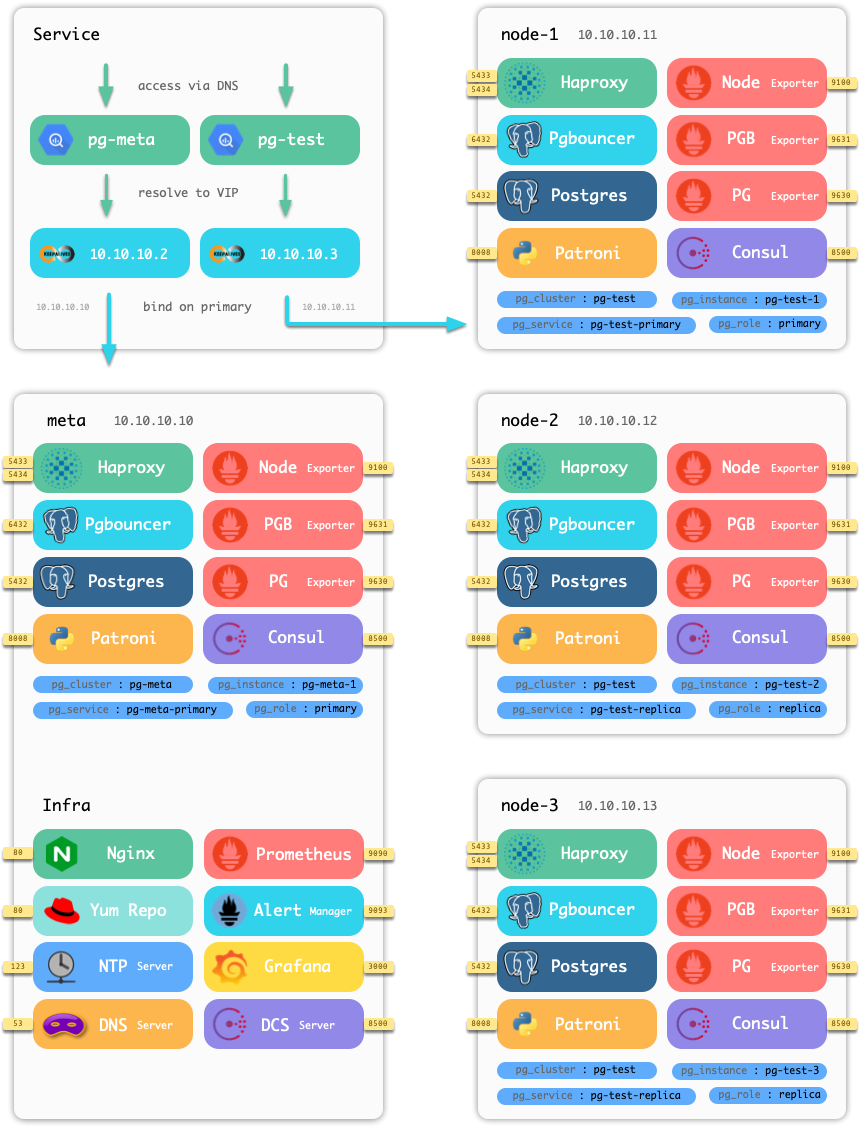 Service
access via DNS
pg-meta
pg-test
resolve to VIP
KEEPALIVED 10.10.10.2
KEEPALIVED 10.10.10.3
10.10.10.10 bind on primary 10.10.10.11
node-1 10.10.10.11
5433
5434
Haproxy
Node Exporter
9100
6432
Pgbouncer
PGB Exporter
9631
5432
Postgres
PG Exporter
9630
8008
Patroni
Consul
8500
pg_cluster : pg-test
pg_instance : pg-test-1
pg_service : pg-test-primary
pg_role : primary
meta 10.10.10.10
5433
5434
Haproxy
Node Exporter
9100
6432
Pgbouncer
PGB Exporter
9631
5432
Postgres
PG Exporter
9630
8008
Patroni
Consul
8500
pg_cluster : pg-meta
pg_instance : pg-meta-1
pg_service : pg-meta-primary
pg_role : primary
Infra
80
N Nginx
Prometheus
9090
80
Yum Repo
Alert Manager
9093
123
NTP Server
Grafana
3000
53
DNS Server
DCS Server
8500
node-2 10.10.10.12
5433
5434
Haproxy
Node Exporter
9100
6432
Pgbouncer
PGB Exporter
9631
5432
Postgres
PG Exporter
9630
8008
Patroni
Consul
8500
pg_cluster : pg-test
pg_instance : pg-test-2
pg_service : pg-test-replica
pg_role : replica
node-3 10.10.10.13
5433
5434
Haproxy
Node Exporter
9100
6432
Pgbouncer
PGB Exporter
9631
5432
Postgres
PG Exporter
9630
8008
Patroni
Consul
8500
pg_cluster : pg-test
pg_instance : pg-test-3
pg_service : pg-test-replica
pg_role : replica